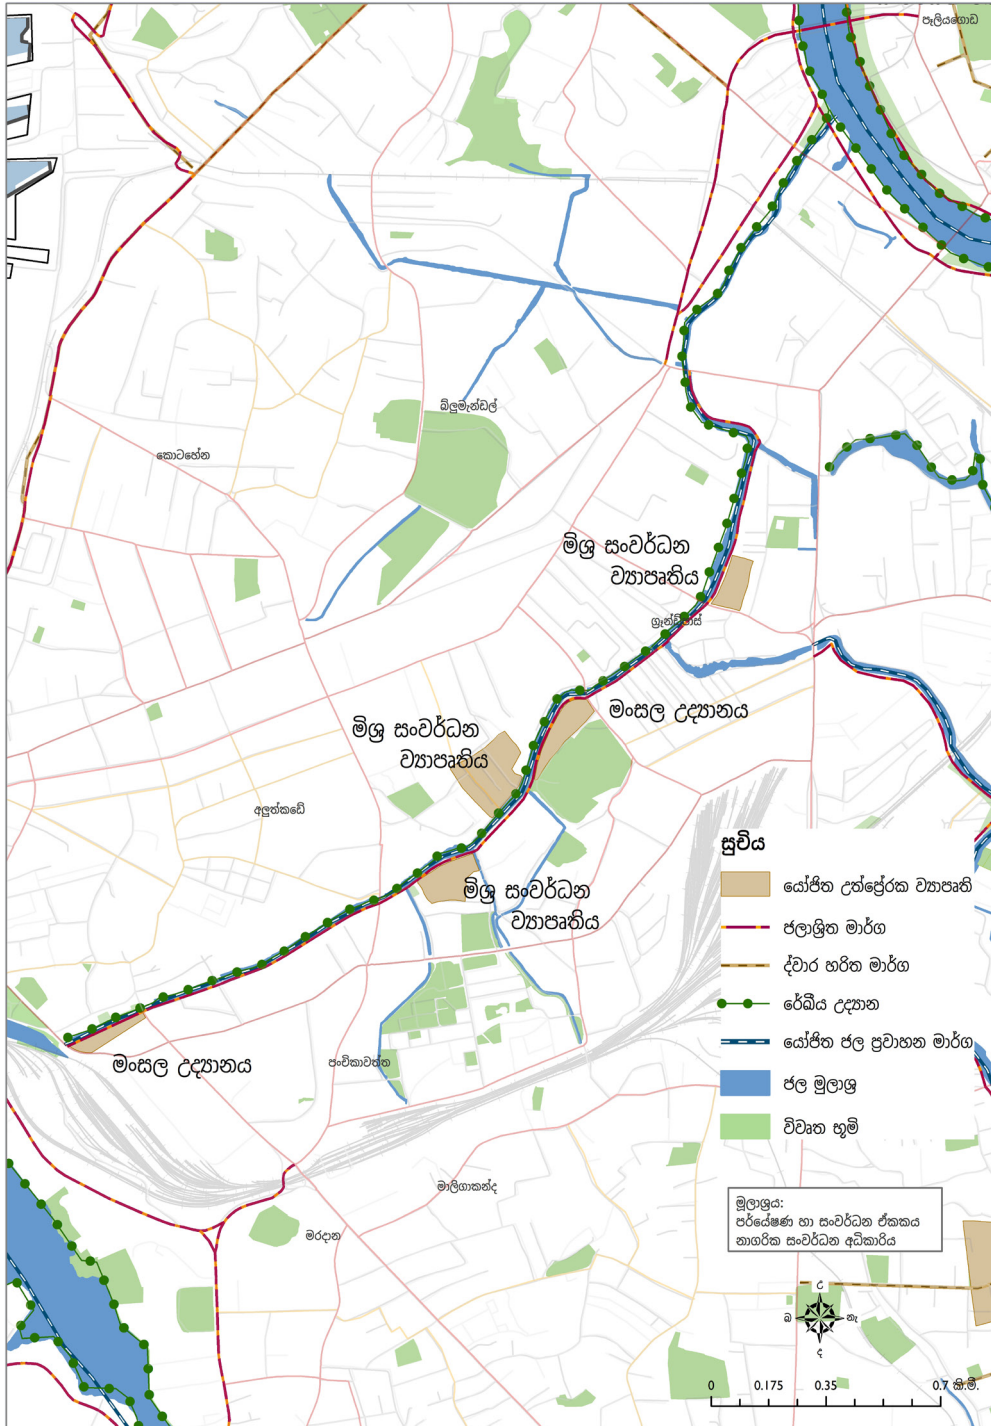 පෑලියගොඩ
බ්ලූමැන්ඩල්
කොටහේන
මිශ්‍ර සංවර්ධන
ව්‍යාපෘතිය
ග්‍රෑන්ඩ්පාස්
මංසල උද්‍යානය
මිශ්‍ර සංවර්ධන
ව්‍යාපෘතිය
අලුත්කඩේ
සුචිය
යෝජිත උත්ප්‍රේරක ව්‍යාපෘති
මිශ්‍ර සංවර්ධන
ව්‍යාපෘතිය
ජලාශ්‍රිත මාර්ග
ද්වාර හරිත මාර්ග
රේඛීය උද්‍යාන
යෝජිත ජල ප්‍රවාහන මාර්ග
මංසල උද්‍යානය
පංචිකාවත්ත
ජල මූලාශ්‍ර
විවෘත භූමි
මාලිගාකන්ද
මූලාශ්‍රය:
පර්යේෂණ හා සංවර්ධන ඒකකය
නාගරික සංවර්ධන අධිකාරිය
මරදාන
උ
බ
නැ
ද
0 0.175 0.35 0.7 කි.මී.